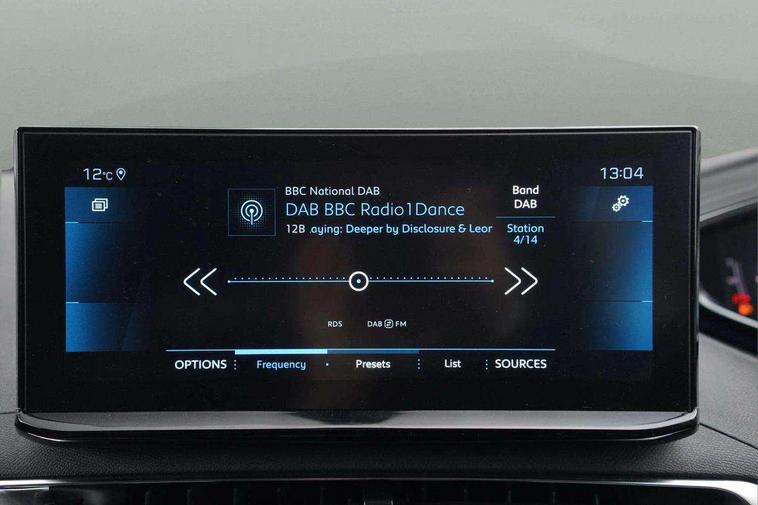 12°C
13:04
BBC National DAB
DAB BBC Radio1Dance
12B .aying: Deeper by Disclosure & Leor
Band
DAB
Station
4/14
RDS DAB FM
OPTIONS Frequency Presets List SOURCES